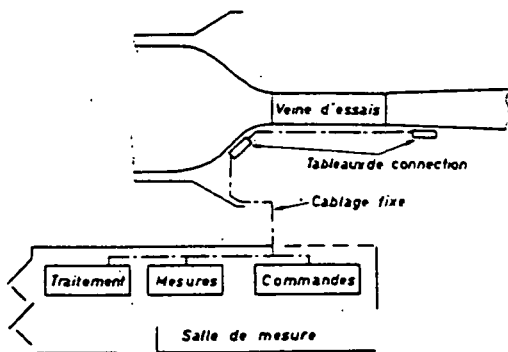 Veine d'essais
Tableaux de connection
Cablage fixe
Traitement
Mesures
Commandes
Salle de mesure